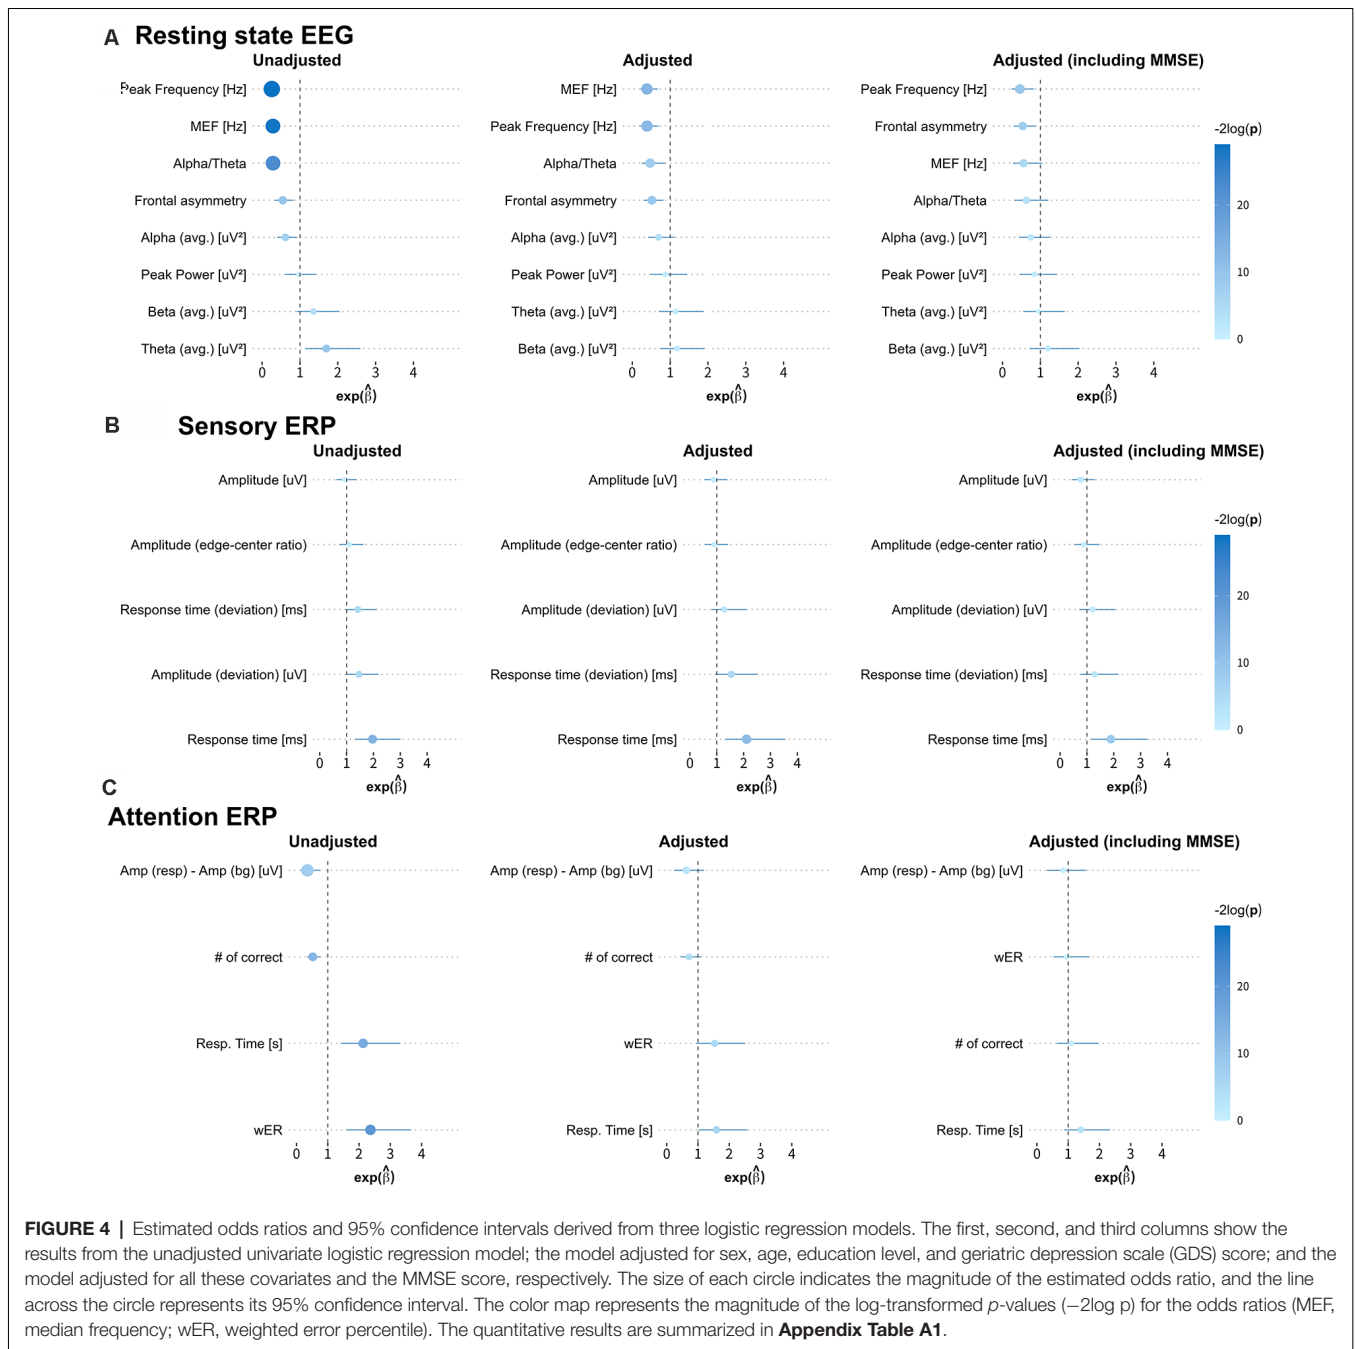 A Resting state EEG
Unadjusted
Peak Frequency [Hz]
MEF [Hz]
Alpha/Theta
Frontal asymmetry
Alpha (avg.) [uV²]
Peak Power [uV²]
Beta (avg.) [uV²]
Theta (avg.) [uV²]
0 1 2 3 4
exp(β̂)
Adjusted
MEF [Hz]
Peak Frequency [Hz]
Alpha/Theta
Frontal asymmetry
Alpha (avg.) [uV²]
Peak Power [uV²]
Theta (avg.) [uV²]
Beta (avg.) [uV²]
0 1 2 3 4
exp(β̂)
Adjusted (including MMSE)
Peak Frequency [Hz]
Frontal asymmetry
MEF [Hz]
Alpha/Theta
Alpha (avg.) [uV²]
Peak Power [uV²]
Theta (avg.) [uV²]
Beta (avg.) [uV²]
0 1 2 3 4
exp(β̂)
-2log(p)
20
10
0
B Sensory ERP
Unadjusted
Amplitude [uV]
Amplitude (edge-center ratio)
Response time (deviation) [ms]
Amplitude (deviation) [uV]
Response time [ms]
0 1 2 3 4
exp(β̂)
Adjusted
Amplitude [uV]
Amplitude (edge-center ratio)
Amplitude (deviation) [uV]
Response time (deviation) [ms]
Response time [ms]
0 1 2 3 4
exp(β̂)
Adjusted (including MMSE)
Amplitude [uV]
Amplitude (edge-center ratio)
Amplitude (deviation) [uV]
Response time (deviation) [ms]
Response time [ms]
0 1 2 3 4
exp(β̂)
-2log(p)
20
10
0
C
Attention ERP
Unadjusted
Amp (resp) - Amp (bg) [uV]
# of correct
Resp. Time [s]
wER
0 1 2 3 4
exp(β̂)
Adjusted
Amp (resp) - Amp (bg) [uV]
# of correct
wER
Resp. Time [s]
0 1 2 3 4
exp(β̂)
Adjusted (including MMSE)
Amp (resp) - Amp (bg) [uV]
wER
# of correct
Resp. Time [s]
0 1 2 3 4
exp(β̂)
-2log(p)
20
10
0
FIGURE 4 | Estimated odds ratios and 95% confidence intervals derived from three logistic regression models. The first, second, and third columns show the
results from the unadjusted univariate logistic regression model; the model adjusted for sex, age, education level, and geriatric depression scale (GDS) score; and the
model adjusted for all these covariates and the MMSE score, respectively. The size of each circle indicates the magnitude of the estimated odds ratio, and the line
across the circle represents its 95% confidence interval. The color map represents the magnitude of the log-transformed p-values (−2log p) for the odds ratios (MEF,
median frequency; wER, weighted error percentile). The quantitative results are summarized in Appendix Table A1.